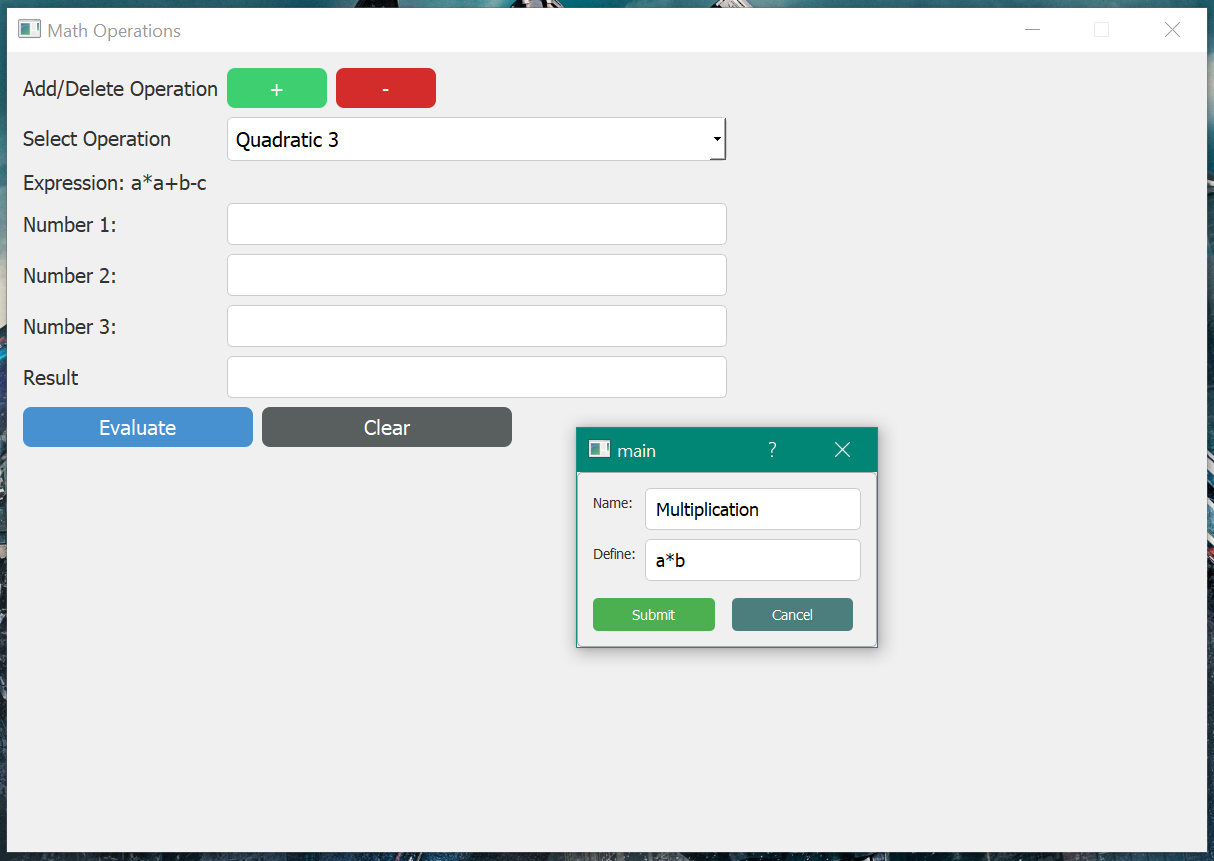 Math Operations
Add/Delete Operation + -
Select Operation Quadratic 3
Expression: a*a+b-c
Number 1:
Number 2:
Number 3:
Result
Evaluate Clear
main ?
Name: Multiplication
Define: a*b
Submit Cancel